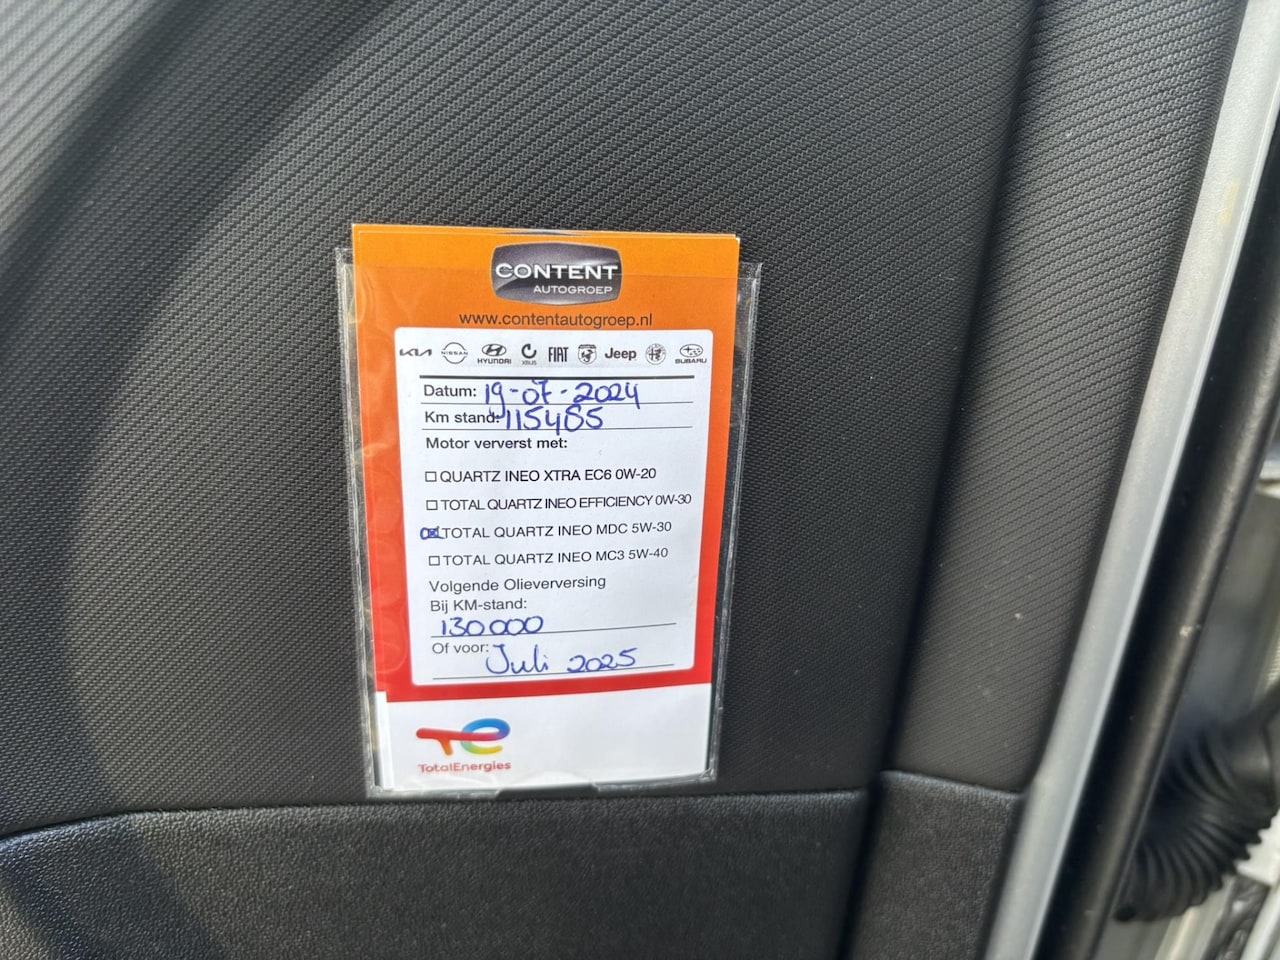 CONTENT
AUTOGROEP
www.contentautogroep.nl
KIA NISSAN HYUNDAI XBUS FIAT Jeep SUBARU
Datum: 19-07-2024
Km stand: 115465
Motor ververst met:
☐ QUARTZ INEO XTRA EC6 0W-20
☐ TOTAL QUARTZ INEO EFFICIENCY 0W-30
☒ TOTAL QUARTZ INEO MDC 5W-30
☐ TOTAL QUARTZ INEO MC3 5W-40
Volgende Olieverversing
Bij KM-stand:
130000
Of voor: Juli 2025
TotalEnergies